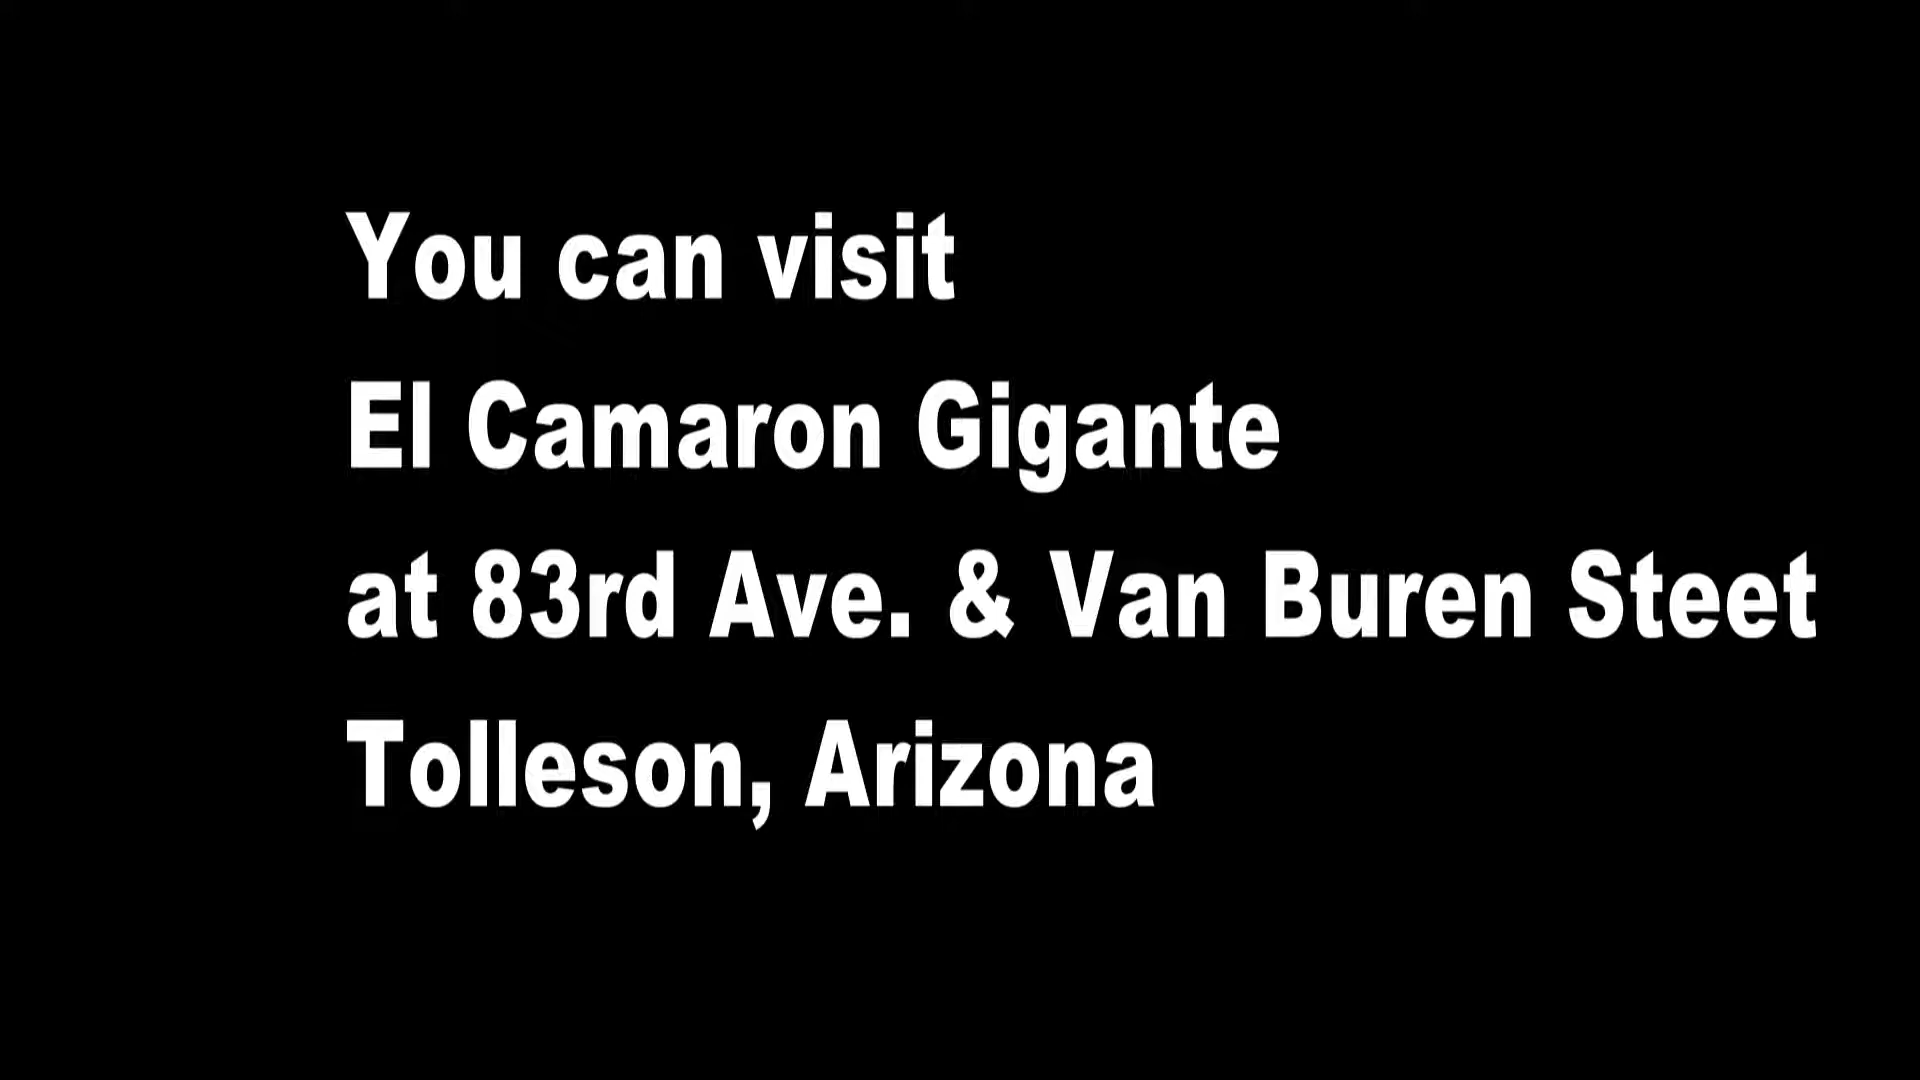 You can visit
El Camaron Gigante
at 83rd Ave. & Van Buren Steet
Tolleson, Arizona